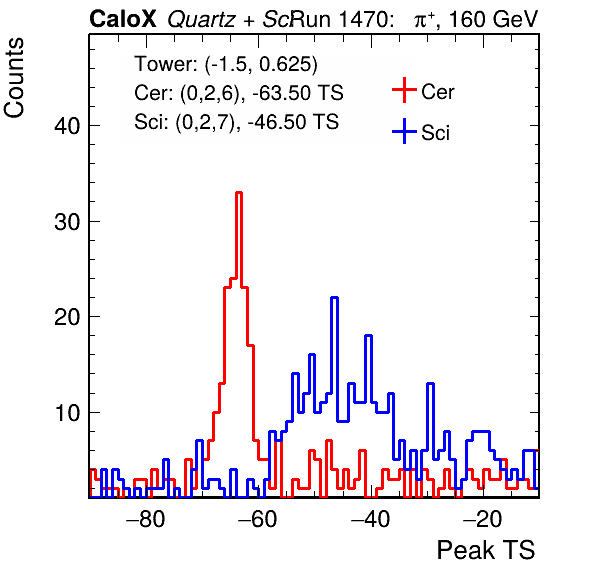 CaloX Quartz + ScRun 1470: π+, 160 GeV
Counts
Tower: (-1.5, 0.625)
Cer: (0,2,6), -63.50 TS
Sci: (0,2,7), -46.50 TS
Cer
Sci
40
30
20
10
−80 −60 −40 −20
Peak TS